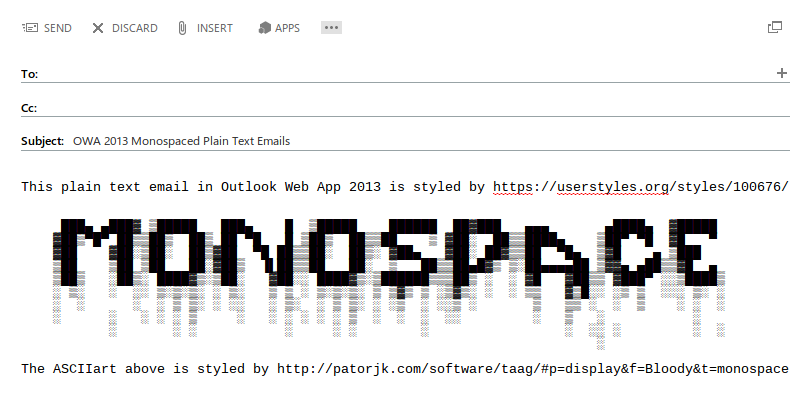 SEND DISCARD INSERT APPS •••
To:
Cc:
Subject: OWA 2013 Monospaced Plain Text Emails
This plain text email in Outlook Web App 2013 is styled by https://userstyles.org/styles/100676/
MONOSPACE
The ASCIIart above is styled by http://patorjk.com/software/taag/#p=display&f=Bloody&t=monospace